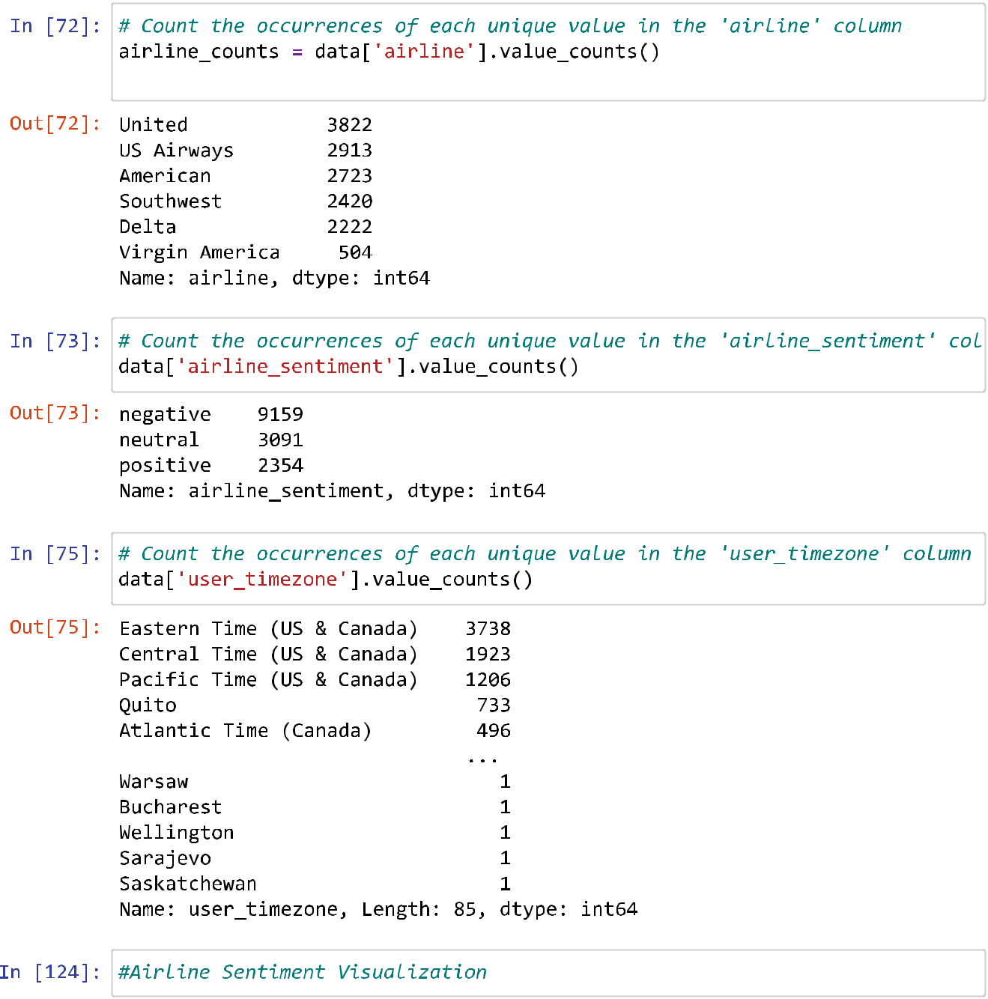 In [72]: # Count the occurrences of each unique value in the 'airline' column
airline_counts = data['airline'].value_counts()
Out[72]: United 3822
US Airways 2913
American 2723
Southwest 2420
Delta 2222
Virgin America 504
Name: airline, dtype: int64
In [73]: # Count the occurrences of each unique value in the 'airline_sentiment' col
data['airline_sentiment'].value_counts()
Out[73]: negative 9159
neutral 3091
positive 2354
Name: airline_sentiment, dtype: int64
In [75]: # Count the occurrences of each unique value in the 'user_timezone' column
data['user_timezone'].value_counts()
Out[75]: Eastern Time (US & Canada) 3738
Central Time (US & Canada) 1923
Pacific Time (US & Canada) 1206
Quito 733
Atlantic Time (Canada) 496
...
Warsaw 1
Bucharest 1
Wellington 1
Sarajevo 1
Saskatchewan 1
Name: user_timezone, Length: 85, dtype: int64
In [124]: #Airline Sentiment Visualization